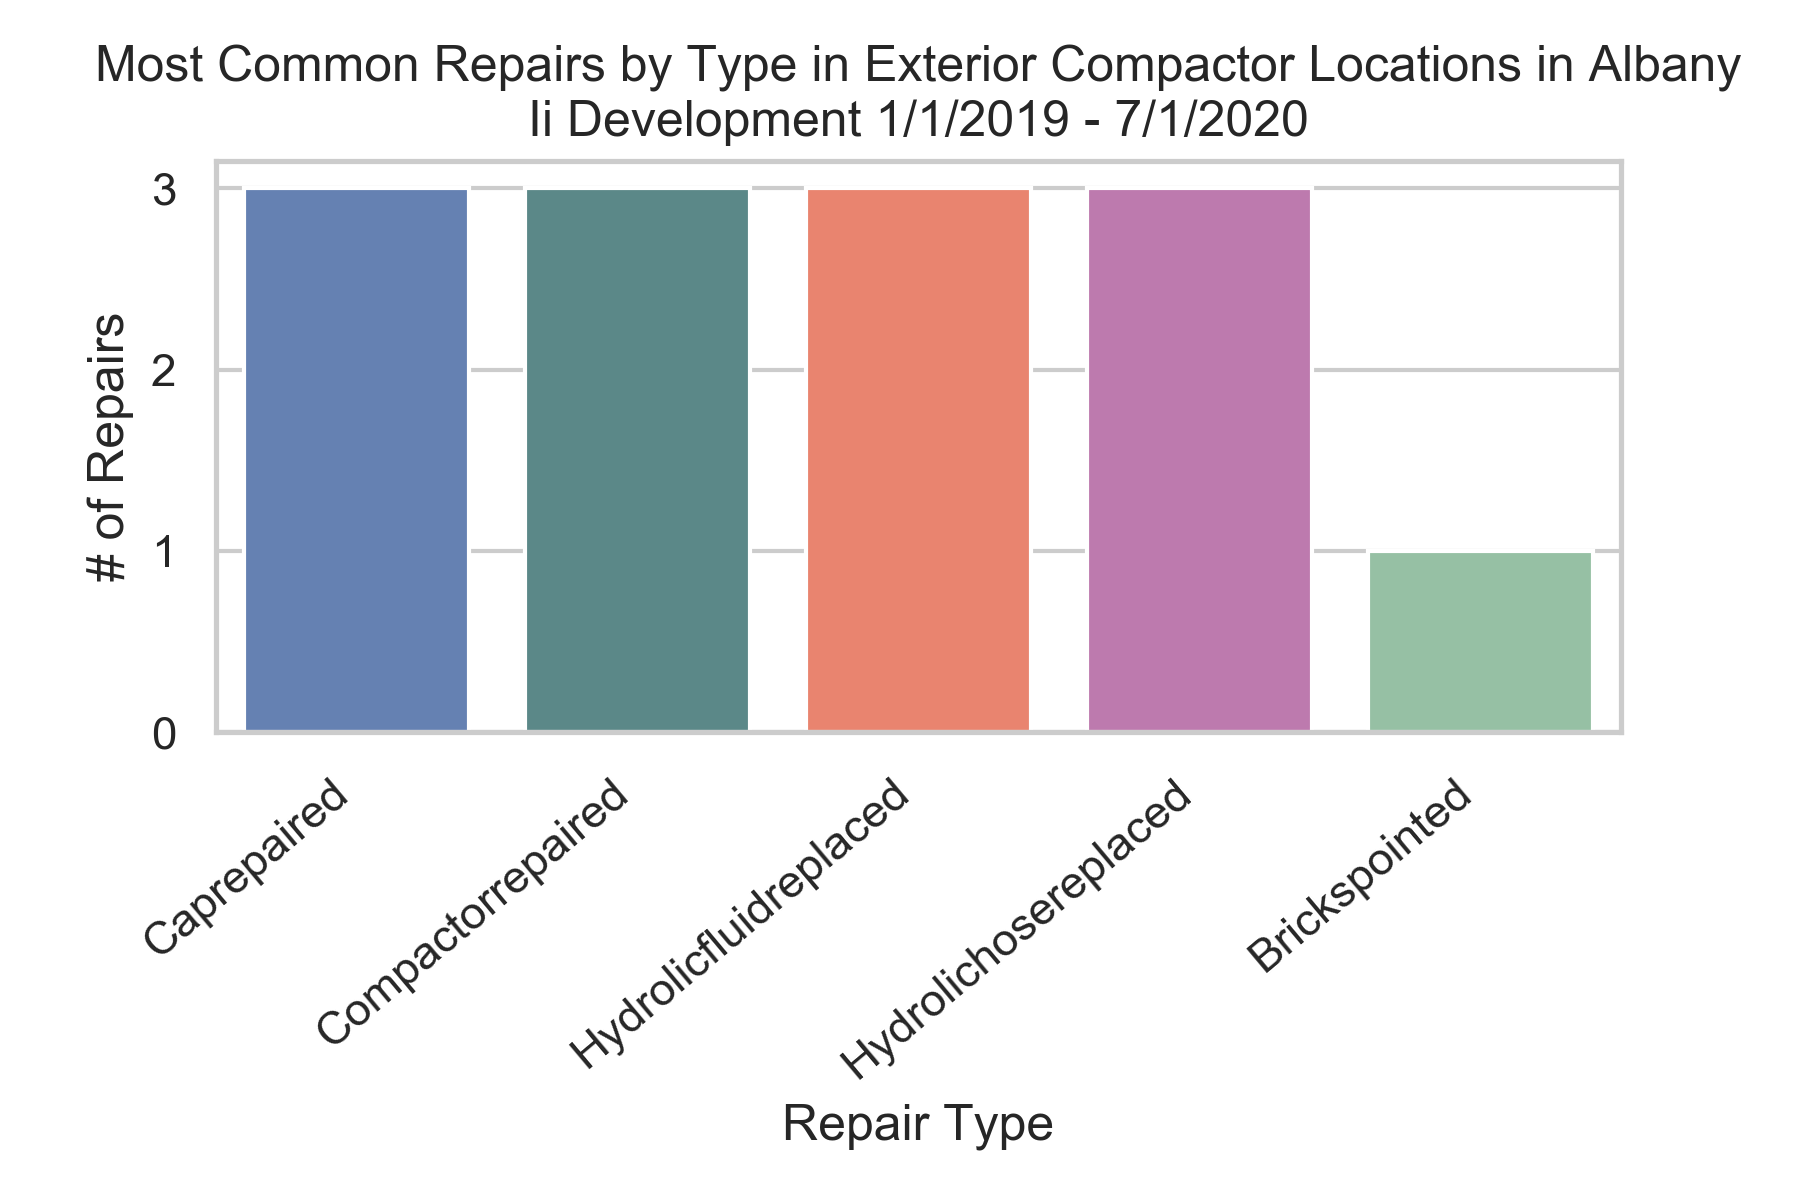 Most Common Repairs by Type in Exterior Compactor Locations in Albany
Ii Development 1/1/2019 - 7/1/2020
# of Repairs
3
2
1
0
Caprepaired
Compactorrepaired
Hydrolicfluidreplaced
Hydrolichosereplaced
Brickspointed
Repair Type